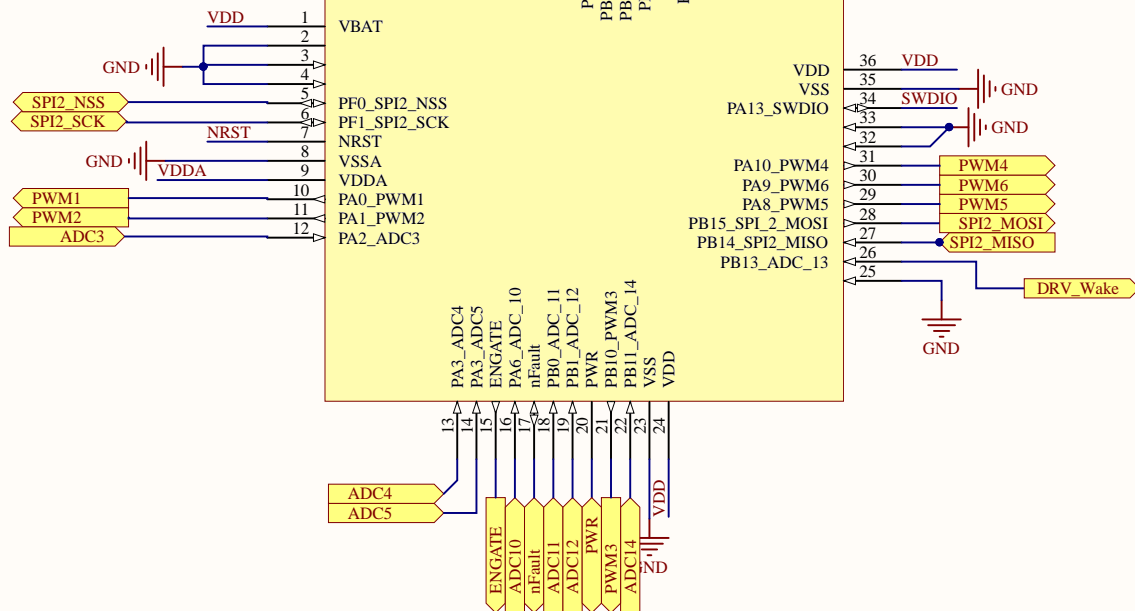 VDD 1 VBAT
2
GND 3
4
SPI2_NSS 5 PF0_SPI2_NSS
SPI2_SCK 6 PF1_SPI2_SCK
NRST 7 NRST
GND 8 VSSA
VDDA 9 VDDA
PWM1 10 PA0_PWM1
PWM2 11 PA1_PWM2
ADC3 12 PA2_ADC3
VDD 36 VDD
VSS 35 GND
PA13_SWDIO 34 SWDIO
33 GND
32
PA10_PWM4 31 PWM4
PA9_PWM6 30 PWM6
PA8_PWM5 29 PWM5
PB15_SPI_2_MOSI 28 SPI2_MOSI
PB14_SPI2_MISO 27 SPI2_MISO
PB13_ADC_13 26 DRV_Wake
25
GND
PA3_ADC4 13 ADC4
PA3_ADC5 14 ADC5
ENGATE 15 ENGATE
PA6_ADC_10 16 ADC10
nFault 17 nFault
PB0_ADC_11 18 ADC11
PB1_ADC_12 19 ADC12
PWR 20 PWR
PB10_PWM3 21 PWM3
PB11_ADC_14 22 ADC14
VSS 23 GND
VDD 24 VDD